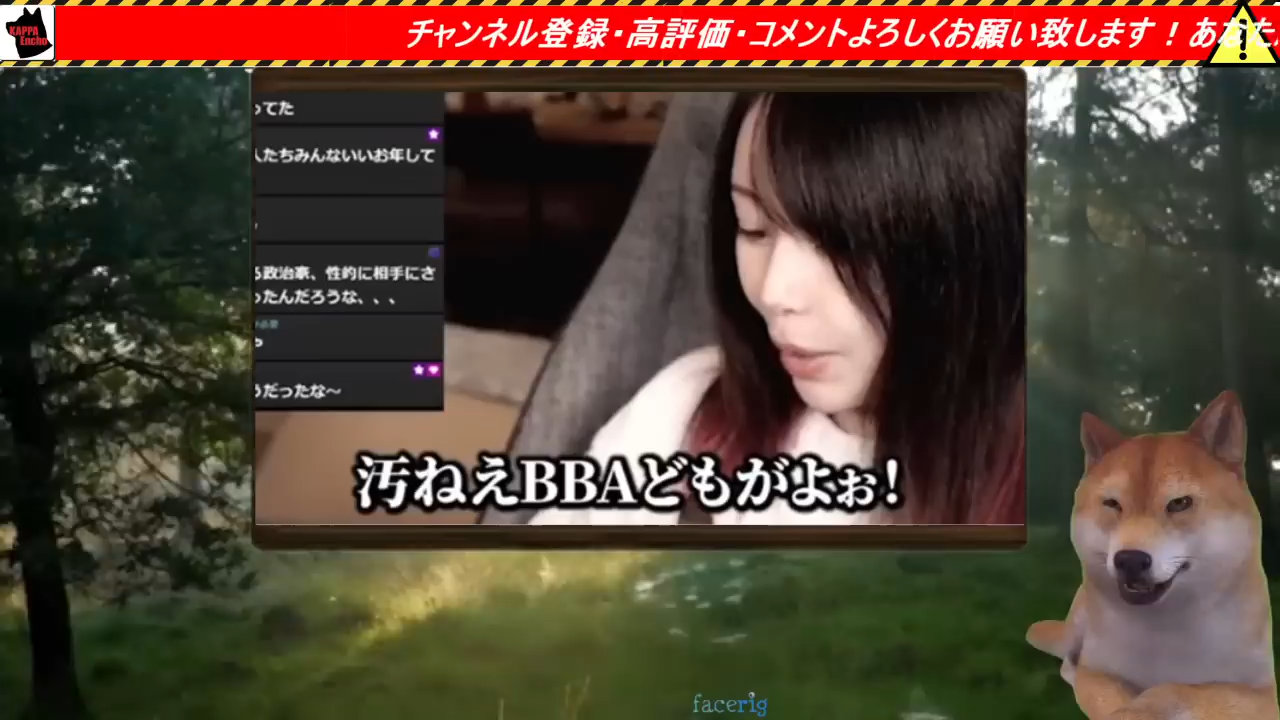 KAPPA
Encho
チャンネル登録・高評価・コメントよろしくお願い致します！あなた
ってた
人たちみんないいお年して
る政治家、性的に相手にさ
ったんだろうな、、、
うだったな〜
汚ねえBBAどもがよぉ！
facerig